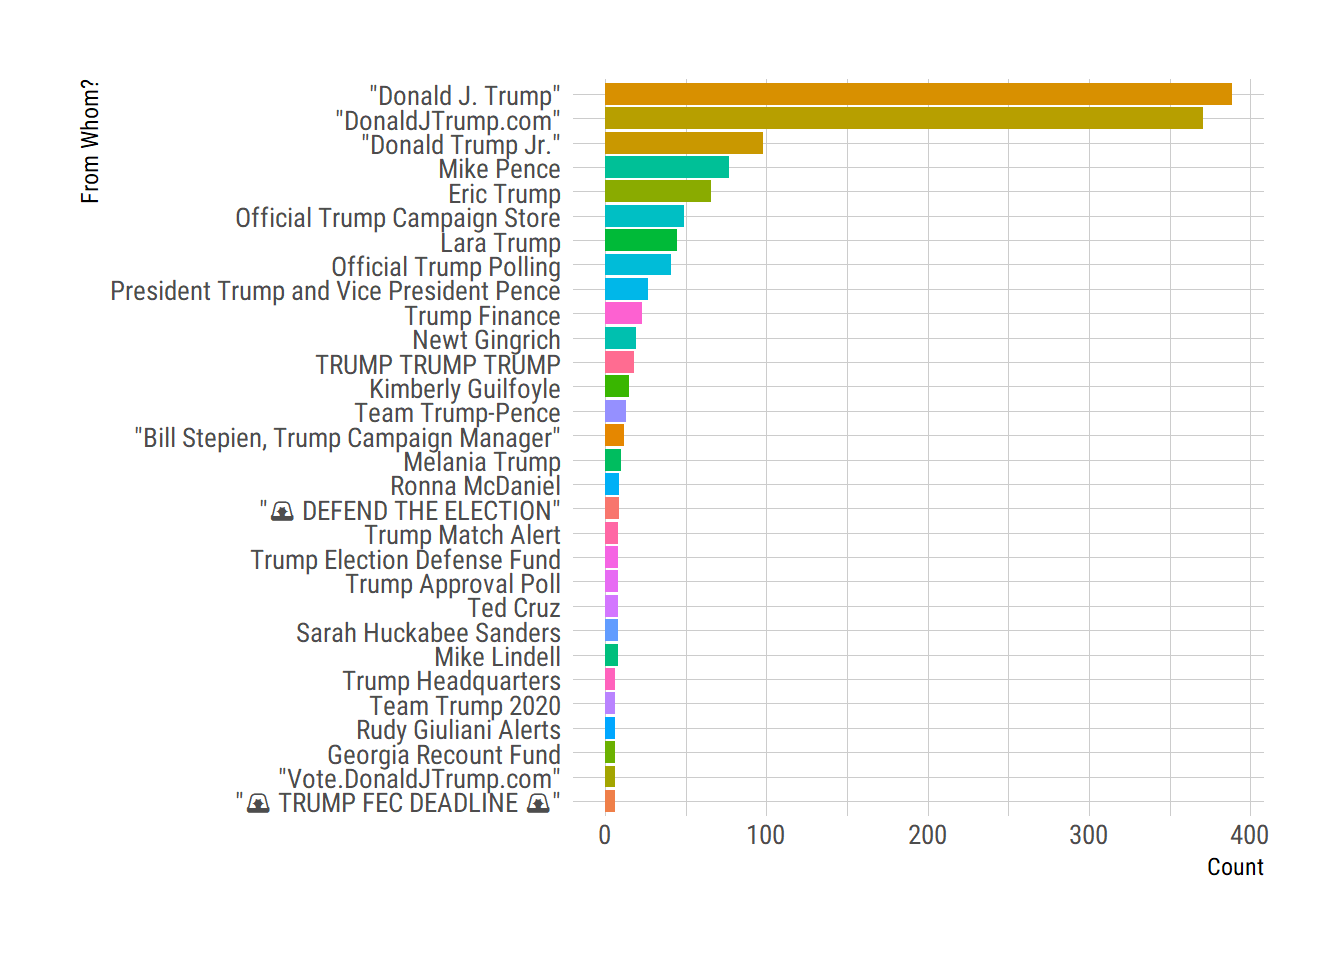 From Whom?
"Donald J. Trump"
"DonaldJTrump.com"
"Donald Trump Jr."
Mike Pence
Eric Trump
Official Trump Campaign Store
Lara Trump
Official Trump Polling
President Trump and Vice President Pence
Trump Finance
Newt Gingrich
TRUMP TRUMP TRUMP
Kimberly Guilfoyle
Team Trump-Pence
"Bill Stepien, Trump Campaign Manager"
Melania Trump
Ronna McDaniel
"🚨 DEFEND THE ELECTION"
Trump Match Alert
Trump Election Defense Fund
Trump Approval Poll
Ted Cruz
Sarah Huckabee Sanders
Mike Lindell
Trump Headquarters
Team Trump 2020
Rudy Giuliani Alerts
Georgia Recount Fund
"Vote.DonaldJTrump.com"
"🚨 TRUMP FEC DEADLINE 🚨"
0 100 200 300 400
Count